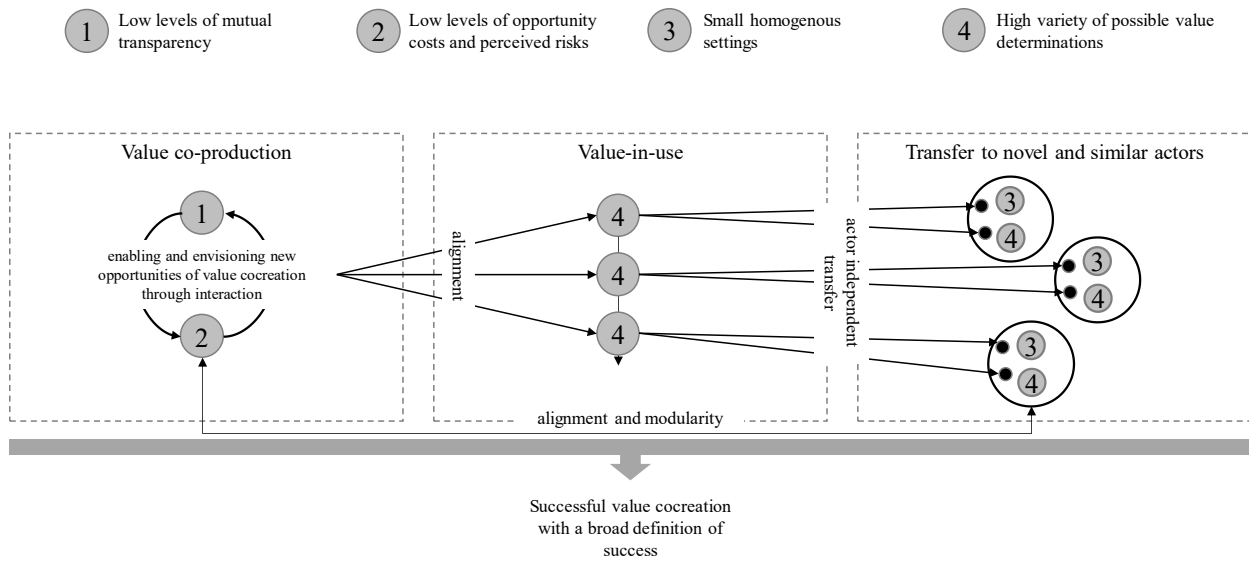 1
Low levels of mutual
transparency
2
Low levels of opportunity
costs and perceived risks
3
Small homogenous
settings
4
High variety of possible value
determinations
Value co-production
1
enabling and envisioning new
opportunities of value cocreation
through interaction
2
alignment
Value-in-use
4
4
4
actor independent
transfer
Transfer to novel and similar actors
3
4
3
4
3
4
alignment and modularity
Successful value cocreation
with a broad definition of
success